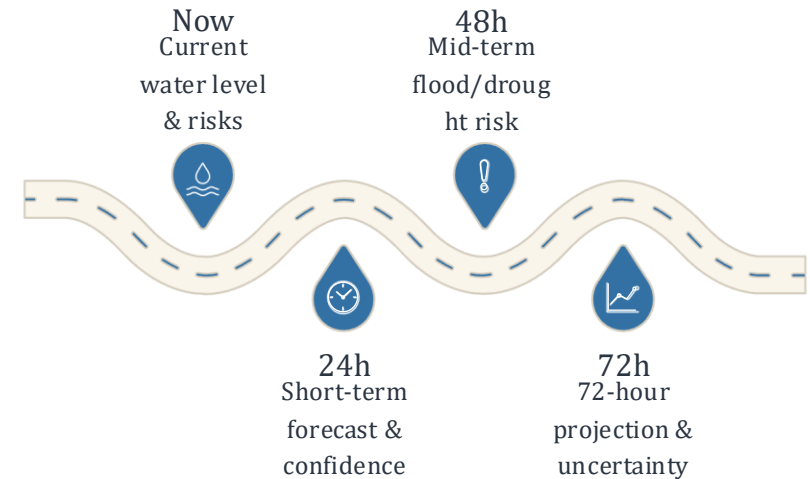 Now
Current
water level
& risks
48h
Mid-term
flood/droug
ht risk
24h
Short-term
forecast &
confidence
72h
72-hour
projection &
uncertainty